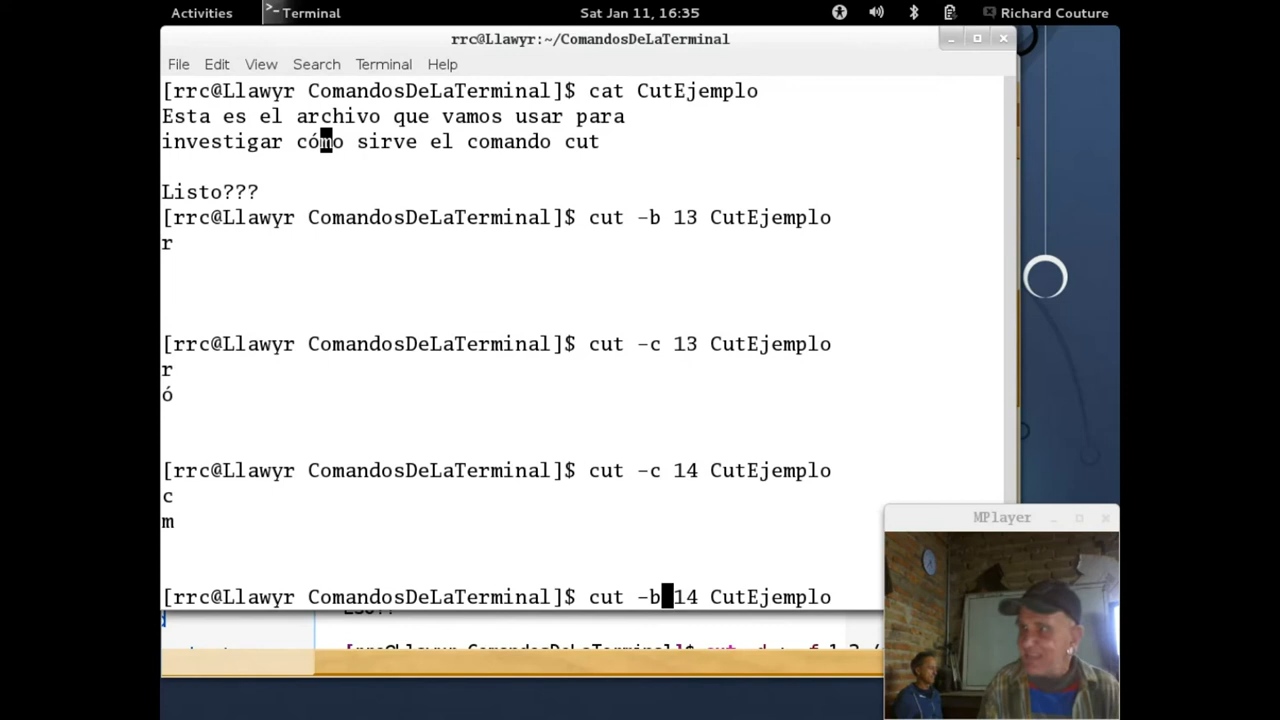 Activities
Terminal
Sat Jan 11, 16:35
Richard Couture
rrc@Llawyr:~/ComandosDeLaTerminal
File Edit View Search Terminal Help
[rrc@Llawyr ComandosDeLaTerminal]$ cat CutEjemplo
Esta es el archivo que vamos usar para
investigar cómo sirve el comando cut
Listo???
[rrc@Llawyr ComandosDeLaTerminal]$ cut -b 13 CutEjemplo
r
[rrc@Llawyr ComandosDeLaTerminal]$ cut -c 13 CutEjemplo
r
ó
[rrc@Llawyr ComandosDeLaTerminal]$ cut -c 14 CutEjemplo
c
m
MPlayer
[rrc@Llawyr ComandosDeLaTerminal]$ cut -b 14 CutEjemplo